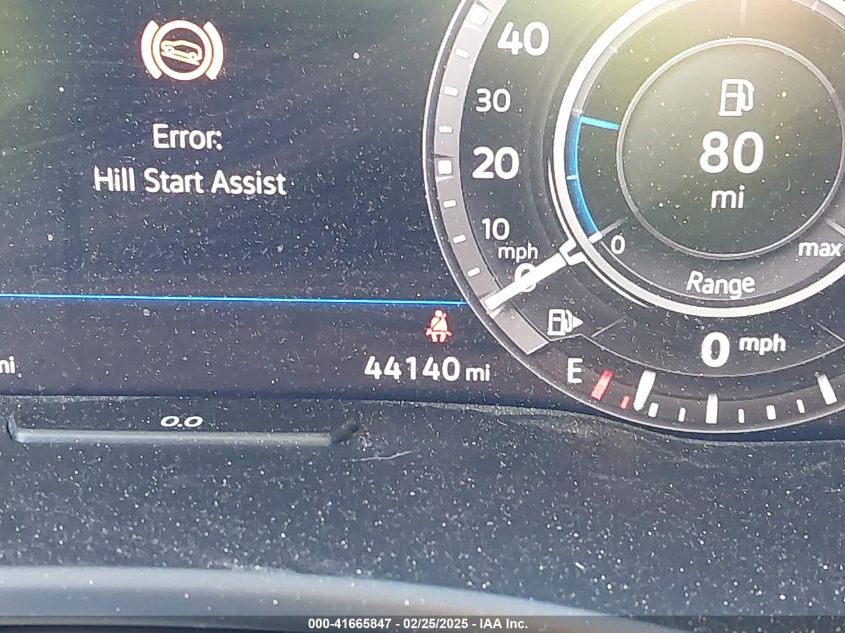 Error:
Hill Start Assist
mi
44140 mi
0.0
40
30
20
10
mph
0
80
mi
0
max
Range
0 mph
E
000-41665847 - 02/25/2025 - IAA Inc.